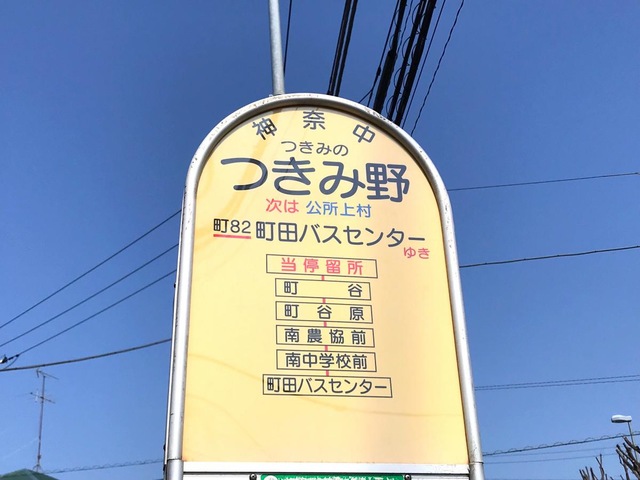 神奈中
つきみの
つきみ野
次は 公所上村
町82 町田バスセンター
ゆき
当停留所
町谷
町谷原
南農協前
南中学校前
町田バスセンター